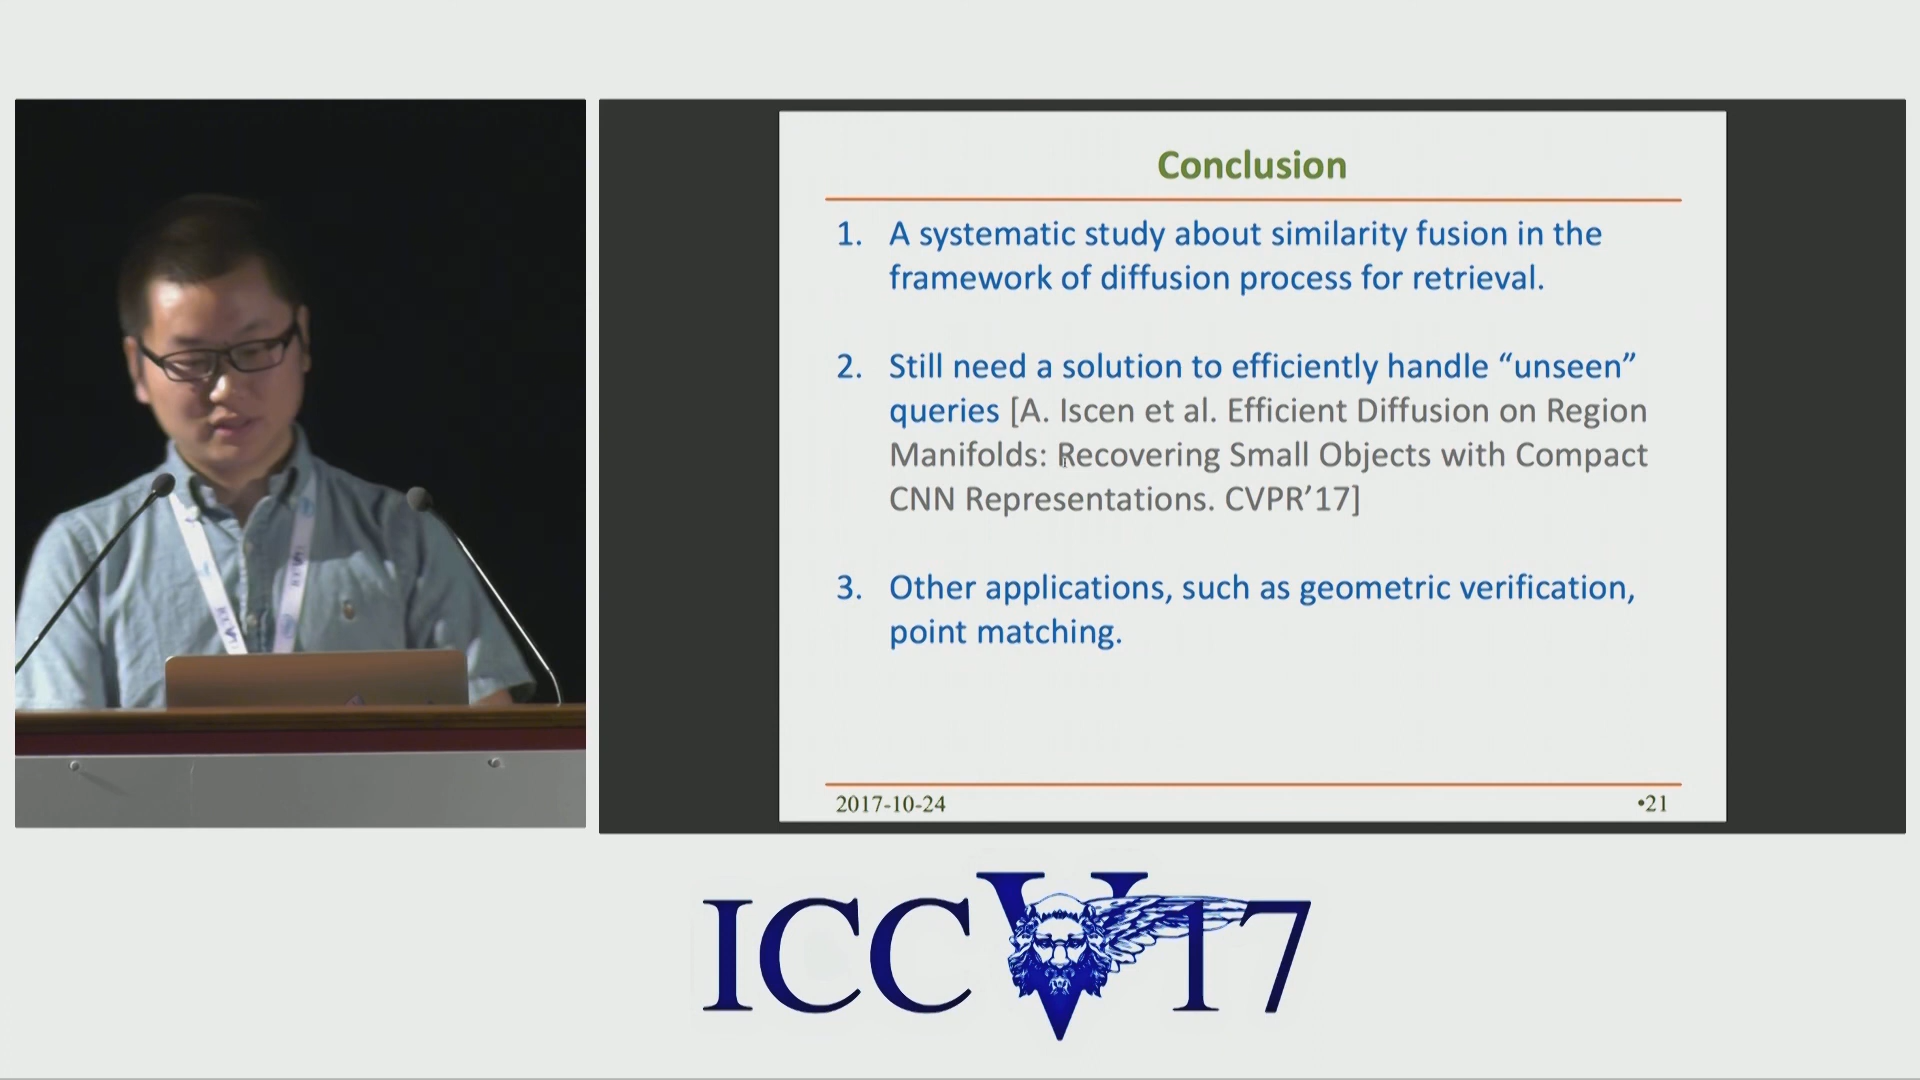 Conclusion
1. A systematic study about similarity fusion in the
framework of diffusion process for retrieval.
2. Still need a solution to efficiently handle “unseen”
queries [A. Iscen et al. Efficient Diffusion on Region
Manifolds: Recovering Small Objects with Compact
CNN Representations. CVPR’17]
3. Other applications, such as geometric verification,
point matching.
2017-10-24
•21
ICCV17